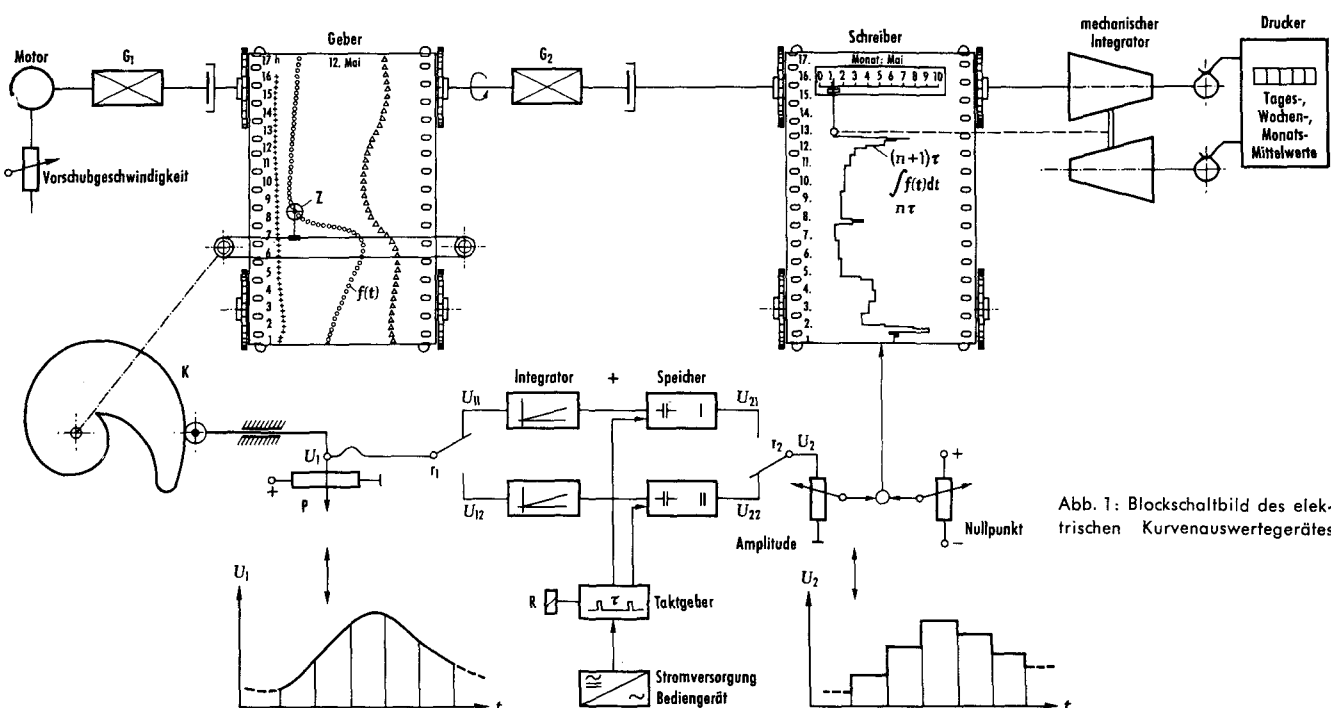 Motor
G₁
Geber
G₂
Schreiber
mechanischer
Integrator
Drucker
Vorschubgeschwindigkeit
12. Mai
17 h
16
15
14
13
12
11
10
9
8
7
6
5
4
3
2
1
Z
f(t)
Monat: Mai
0 1 2 3 4 5 6 7 8 9 10
17.
16.
15.
14.
13.
12.
11.
10.
9.
8.
7.
6.
5.
4.
3.
2.
1.
(n+1)τ
∫f(t)dt
nτ
Tages-,
Wochen-,
Monats-
Mittelwerte
K
U₁
+
P
r₁
U₁₁
U₁₂
Integrator
+
Speicher
I
II
U₂₁
U₂₂
r₂
U₂
Amplitude
+
−
Nullpunkt
R
τ
Taktgeber
Stromversorgung
Bediengerät
U₁
t
U₂
t
Abb. 1: Blockschaltbild des elek-
trischen Kurvenauswertegerätes